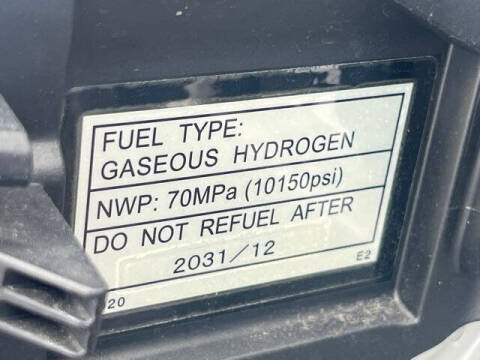 FUEL TYPE:
GASEOUS HYDROGEN
NWP: 70MPa (10150psi)
DO NOT REFUEL AFTER
2031/12
20 E2